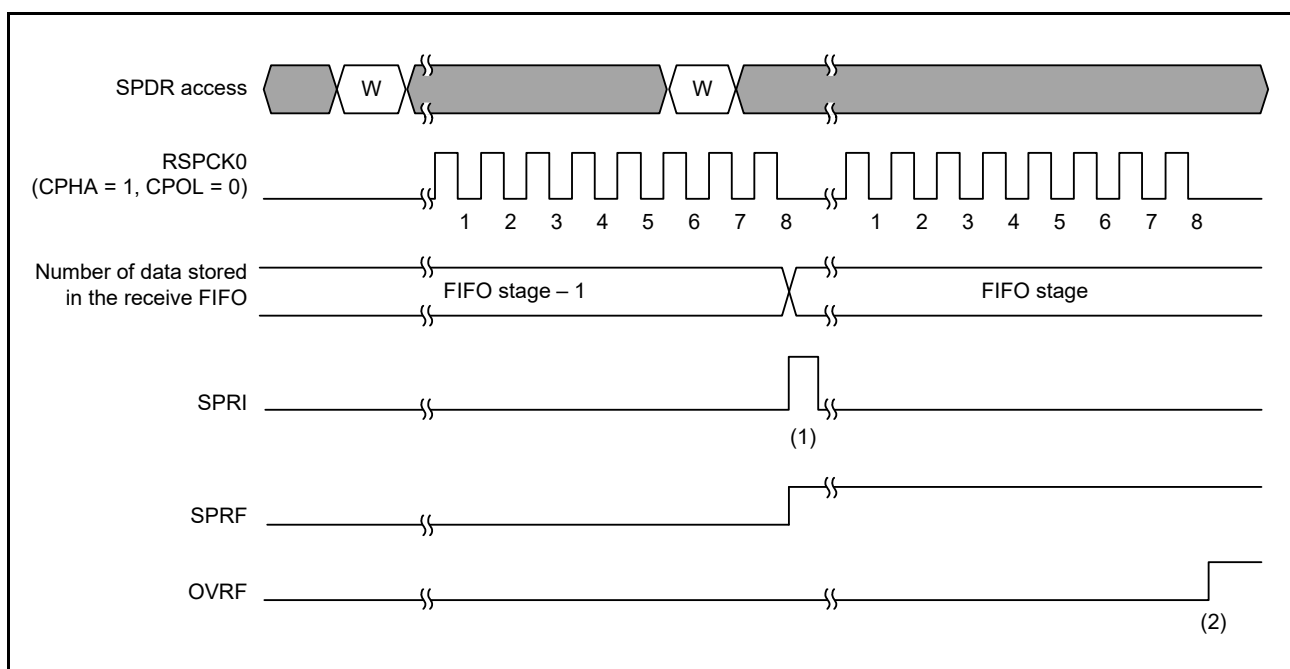 SPDR access
W
W
RSPCK0
(CPHA = 1, CPOL = 0)
1 2 3 4 5 6 7 8 1 2 3 4 5 6 7 8
Number of data stored
in the receive FIFO
FIFO stage – 1
FIFO stage
SPRI
(1)
SPRF
OVRF
(2)